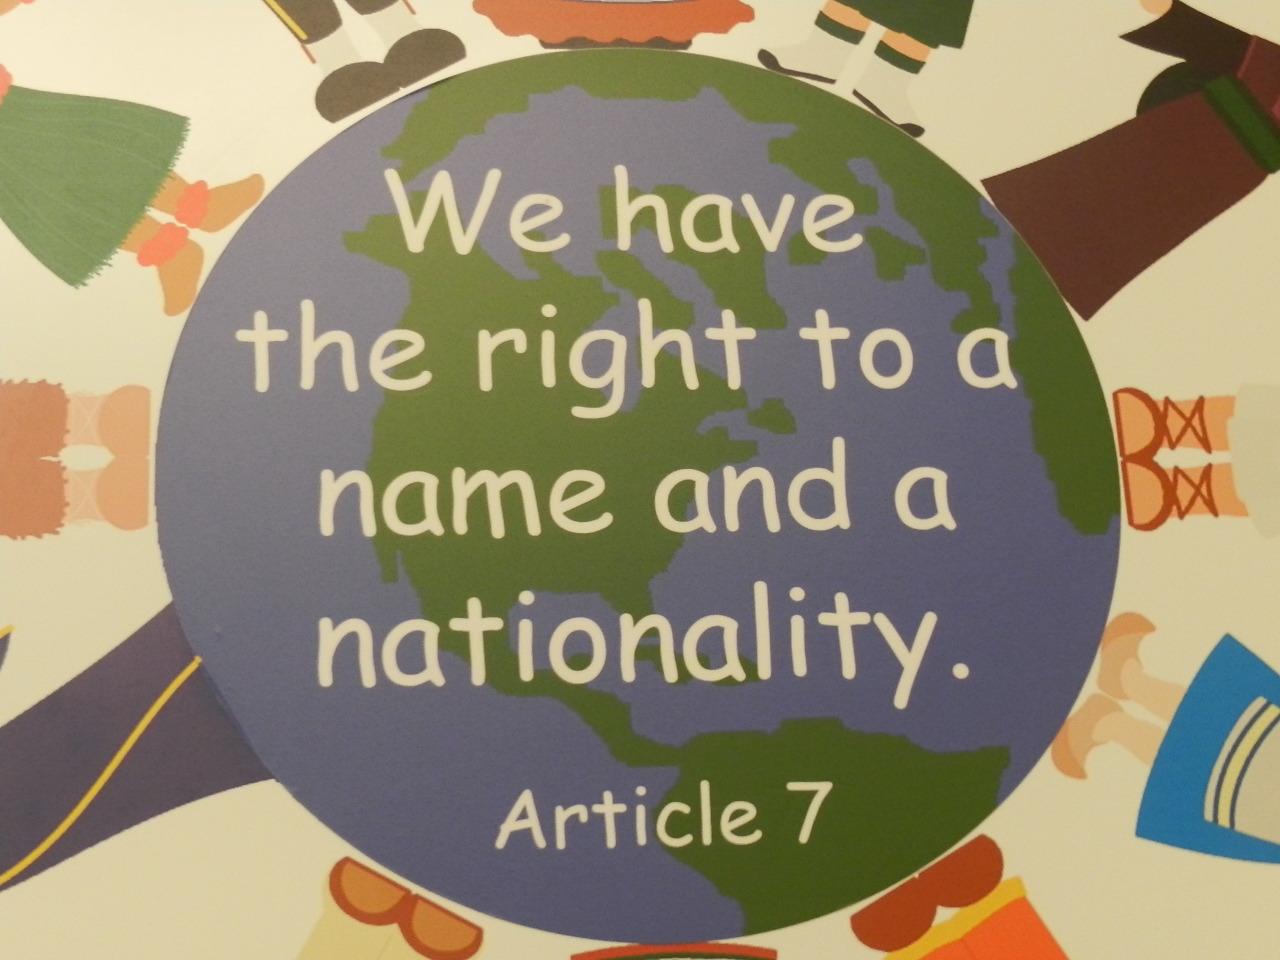 We have
the right to a
name and a
nationality.
Article 7